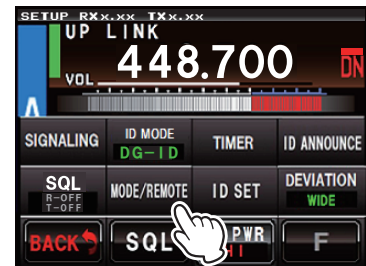 SETUP RXx.xx TXx.xx
UP LINK
VOL 448.700 DN
A
SIGNALING ID MODE TIMER ID ANNOUNCE
DG-ID
SQL MODE/REMOTE ID SET DEVIATION
R-OFF WIDE
T-OFF
BACK SQL PWR F
HI